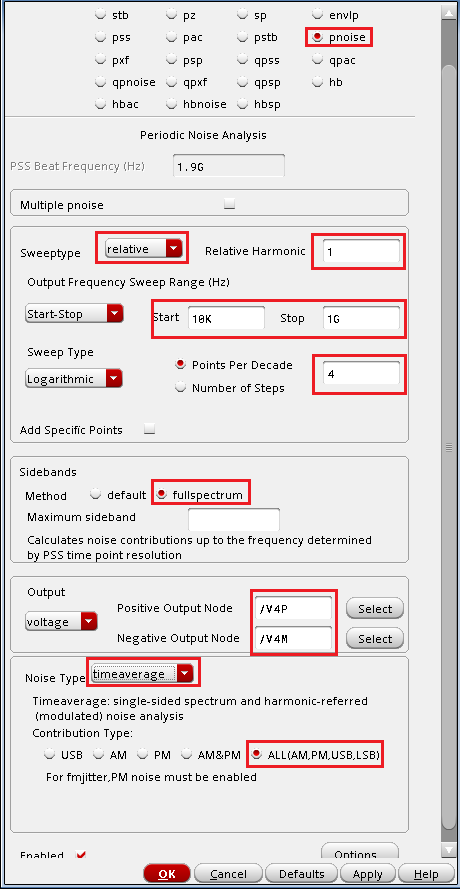 stb pz sp envlp
pss pac pstb pnoise
pxf psp qpss qpac
qpnoise qpxf qpsp hb
hbac hbnoise hbsp
Periodic Noise Analysis
PSS Beat Frequency (Hz) 1.9G
Multiple pnoise
Sweeptype relative Relative Harmonic 1
Output Frequency Sweep Range (Hz)
Start-Stop Start 10K Stop 1G
Sweep Type
Points Per Decade
Logarithmic 4
Number of Steps
Add Specific Points
Sidebands
Method default fullspectrum
Maximum sideband
Calculates noise contributions up to the frequency determined
by PSS time point resolution
Output
Positive Output Node /V4P Select
voltage
Negative Output Node /V4M Select
Noise Type timeaverage
Timeaverage: single-sided spectrum and harmonic-referred
(modulated) noise analysis
Contribution Type:
USB AM PM AM&PM ALL(AM,PM,USB,LSB)
For fmjitter,PM noise must be enabled
Enabled Options
OK Cancel Defaults Apply Help